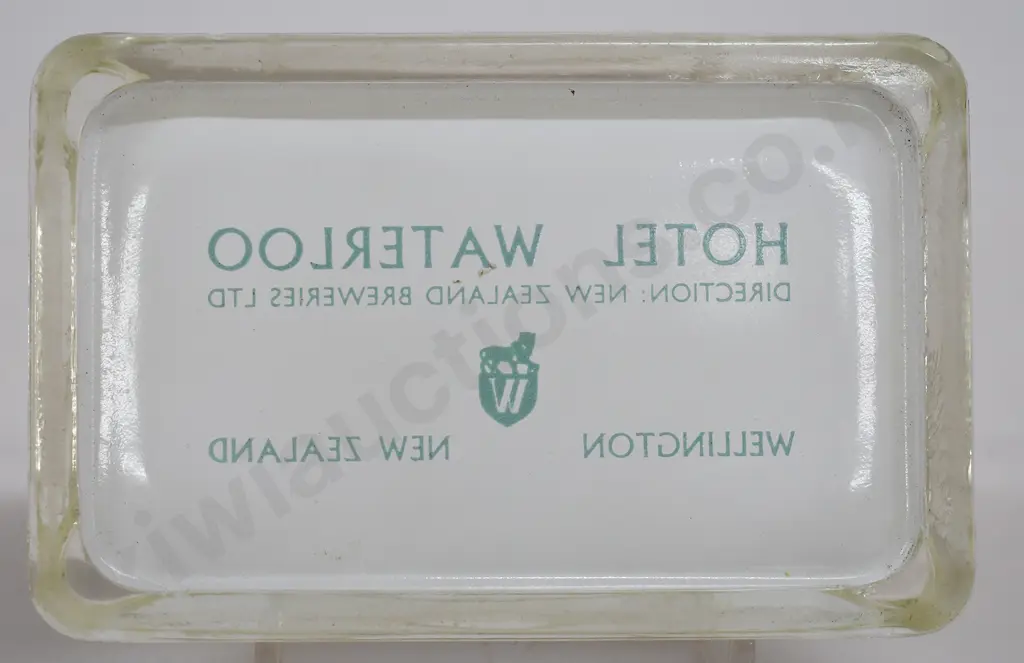 HOTEL WATERLOO
DIRECTION: NEW ZEALAND BREWERIES LTD
W
WELLINGTON NEW ZEALAND
kiwiauctions.co.n